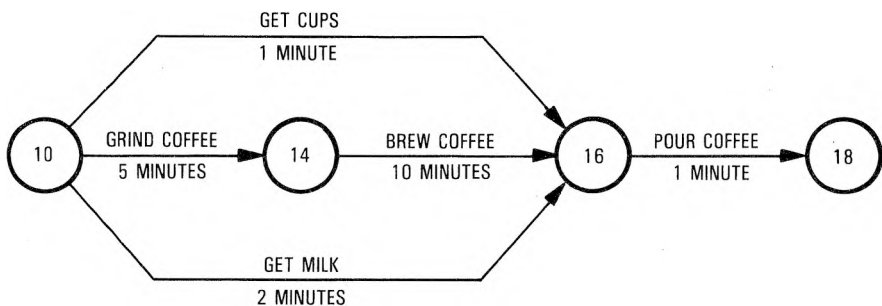 GET CUPS
1 MINUTE
10
GRIND COFFEE
5 MINUTES
14
BREW COFFEE
10 MINUTES
16
POUR COFFEE
1 MINUTE
18
GET MILK
2 MINUTES